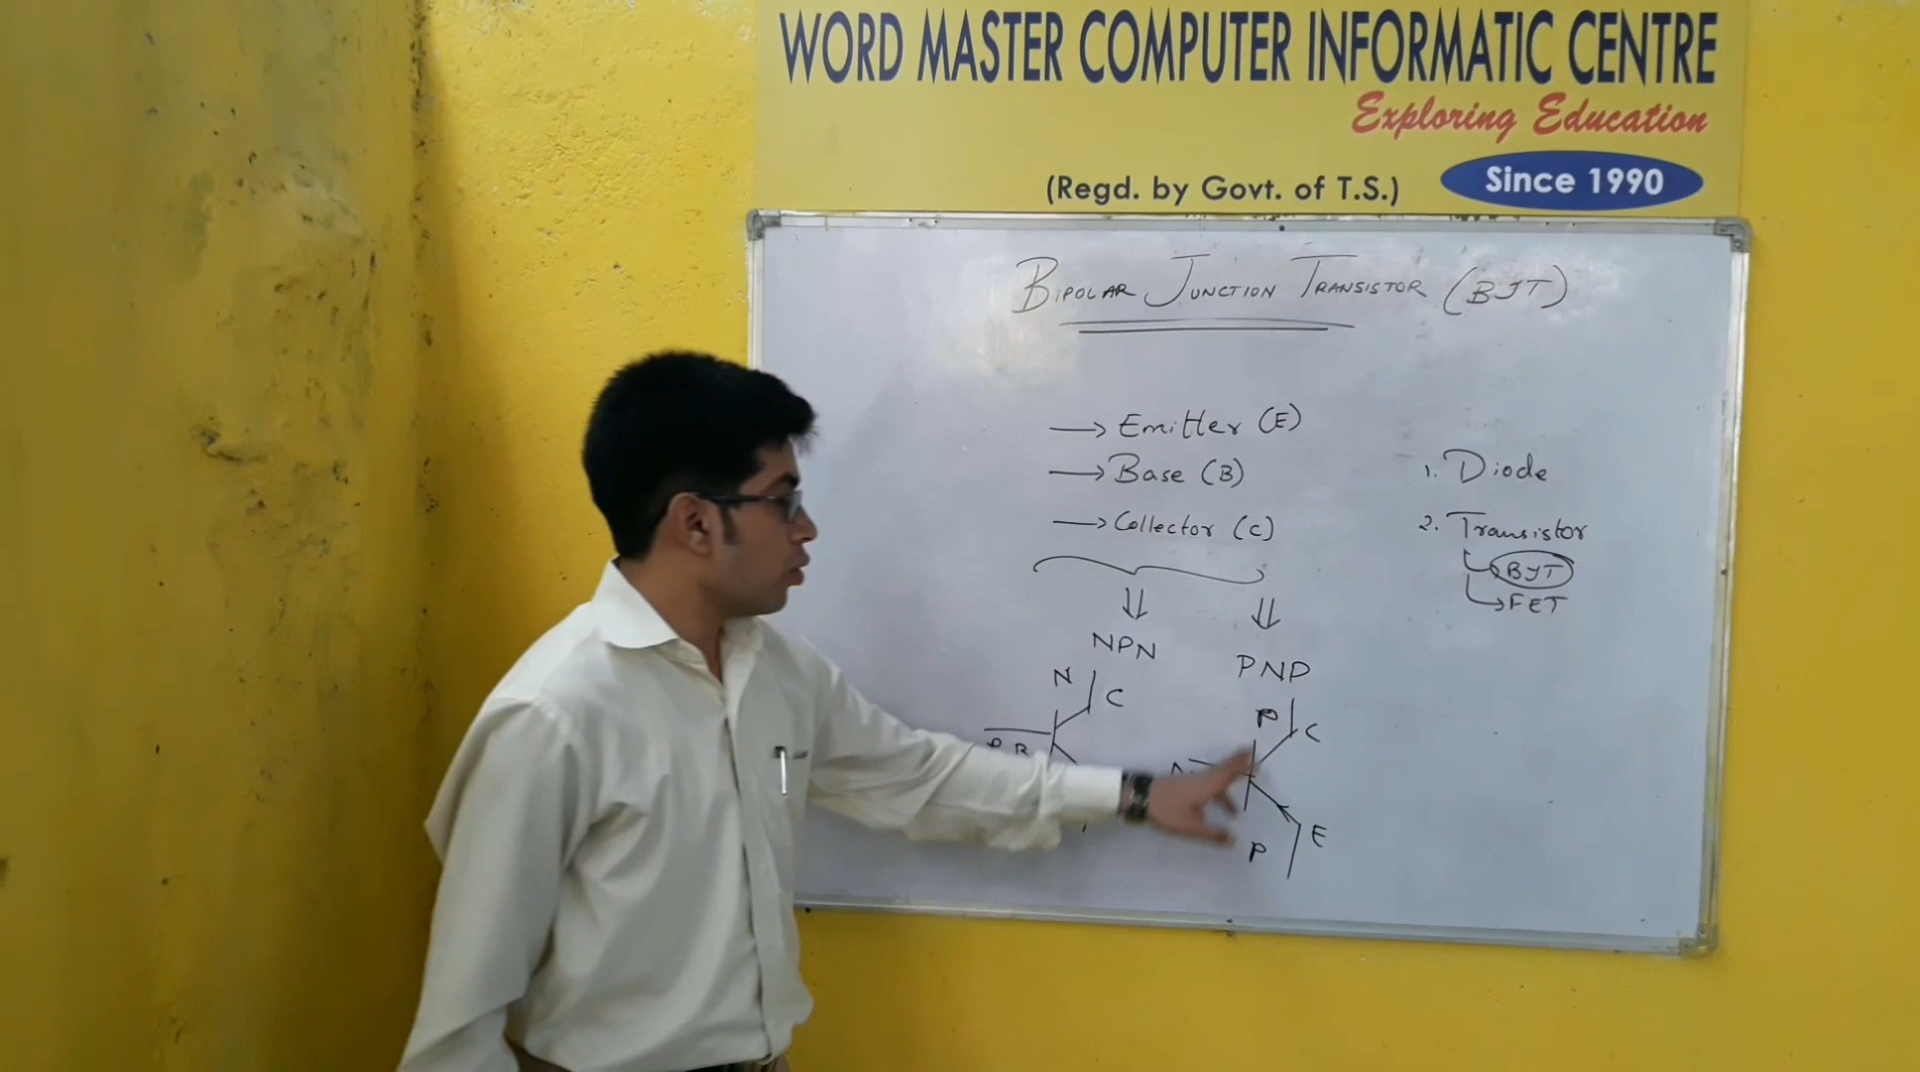 WORD MASTER COMPUTER INFORMATIC CENTRE
Exploring Education
(Regd. by Govt. of T.S.)
Since 1990
BIPOLAR JUNCTION TRANSISTOR (BJT)
→ Emitter (E)
→ Base (B)
→ Collector (C)
1. Diode
2. Transistor
BJT
FET
NPN
PNP
N
C
P
C
P B
E
P